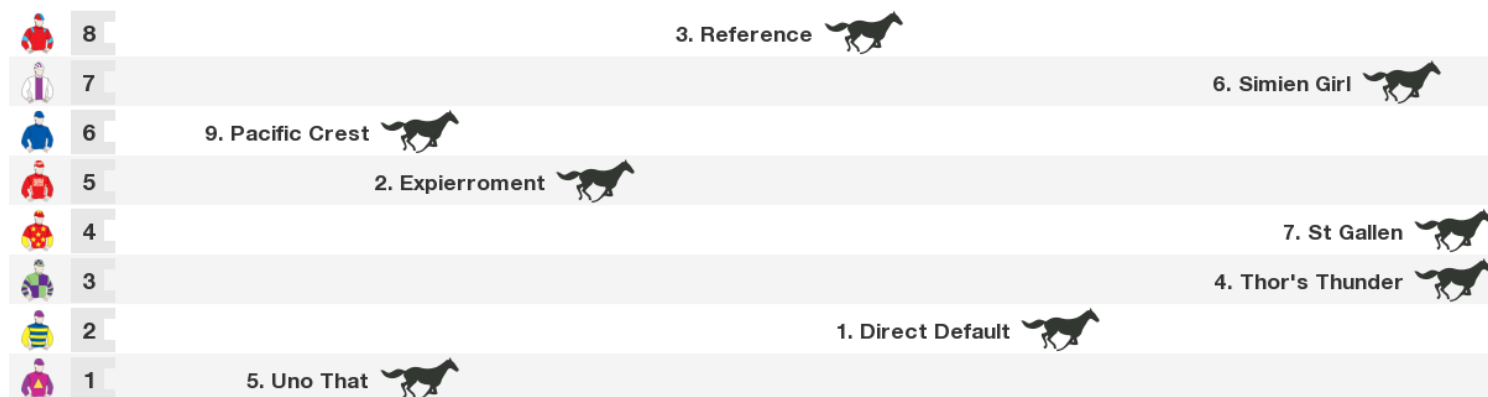 8 3. Reference
7 6. Simien Girl
6 9. Pacific Crest
5 2. Expierroment
4 7. St Gallen
3 4. Thor's Thunder
2 1. Direct Default
1 5. Uno That